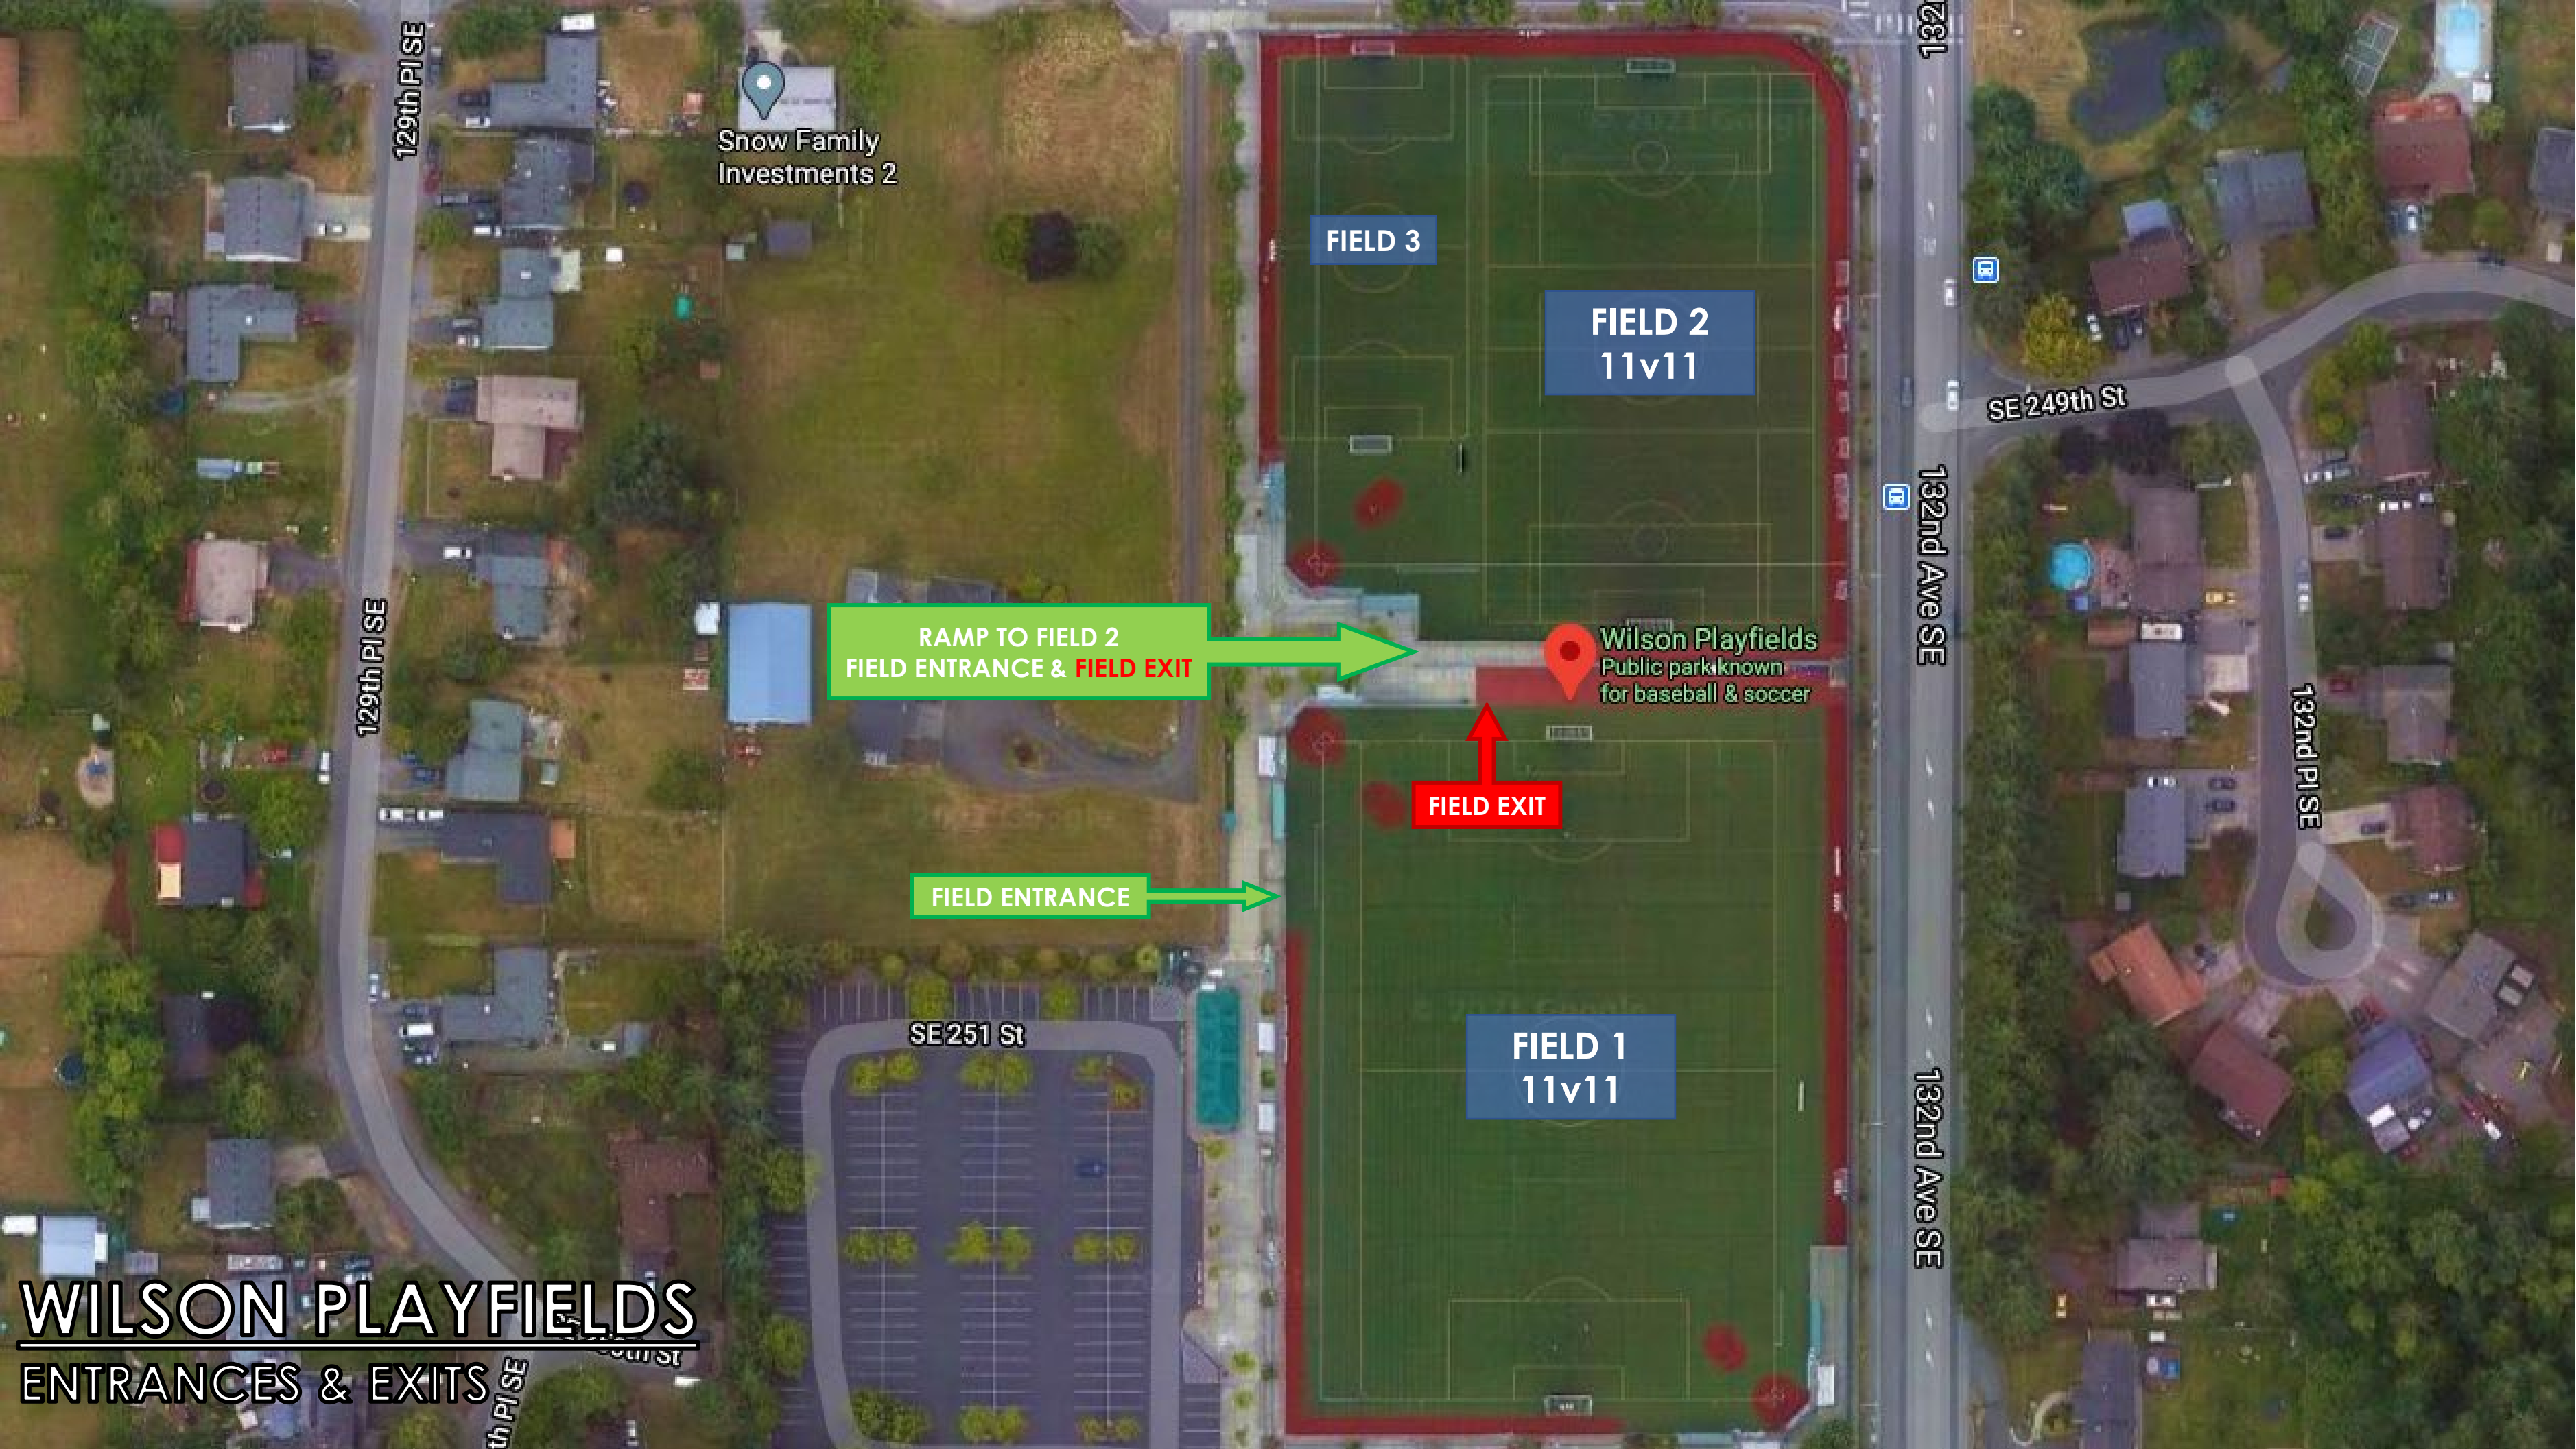 129th Pl SE
Snow Family
Investments 2
FIELD 3
FIELD 2
11v11
SE 249th St
132nd Ave SE
RAMP TO FIELD 2
FIELD ENTRANCE & FIELD EXIT
Wilson Playfields
Public park known
for baseball & soccer
129th Pl SE
132nd Pl SE
FIELD EXIT
FIELD ENTRANCE
SE 251 St
FIELD 1
11v11
132nd Ave SE
WILSON PLAYFIELDS
ENTRANCES & EXITS